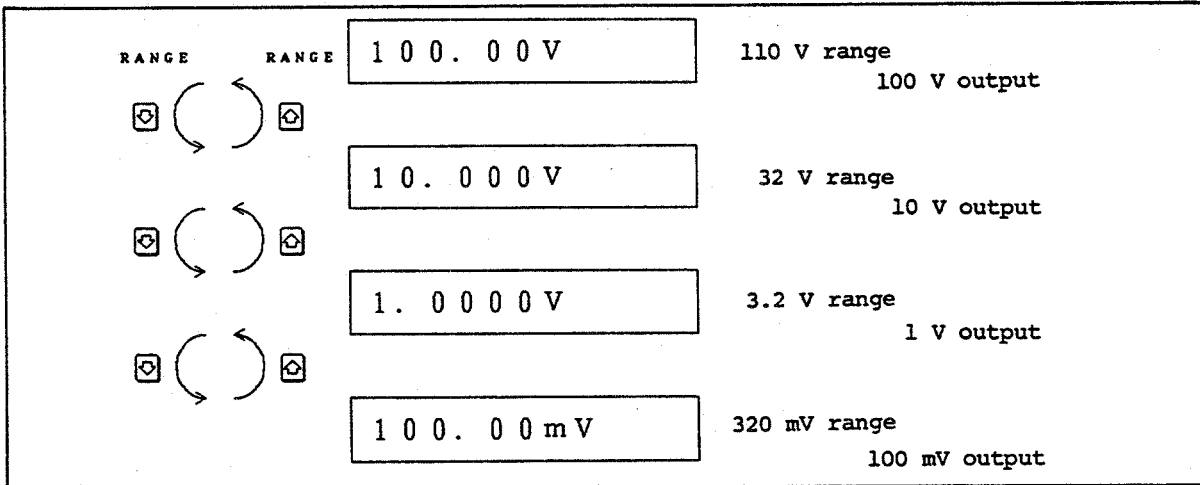 RANGE RANGE 100.00V 110 V range
100 V output
10.000V 32 V range
10 V output
1.0000V 3.2 V range
1 V output
100.00mV 320 mV range
100 mV output